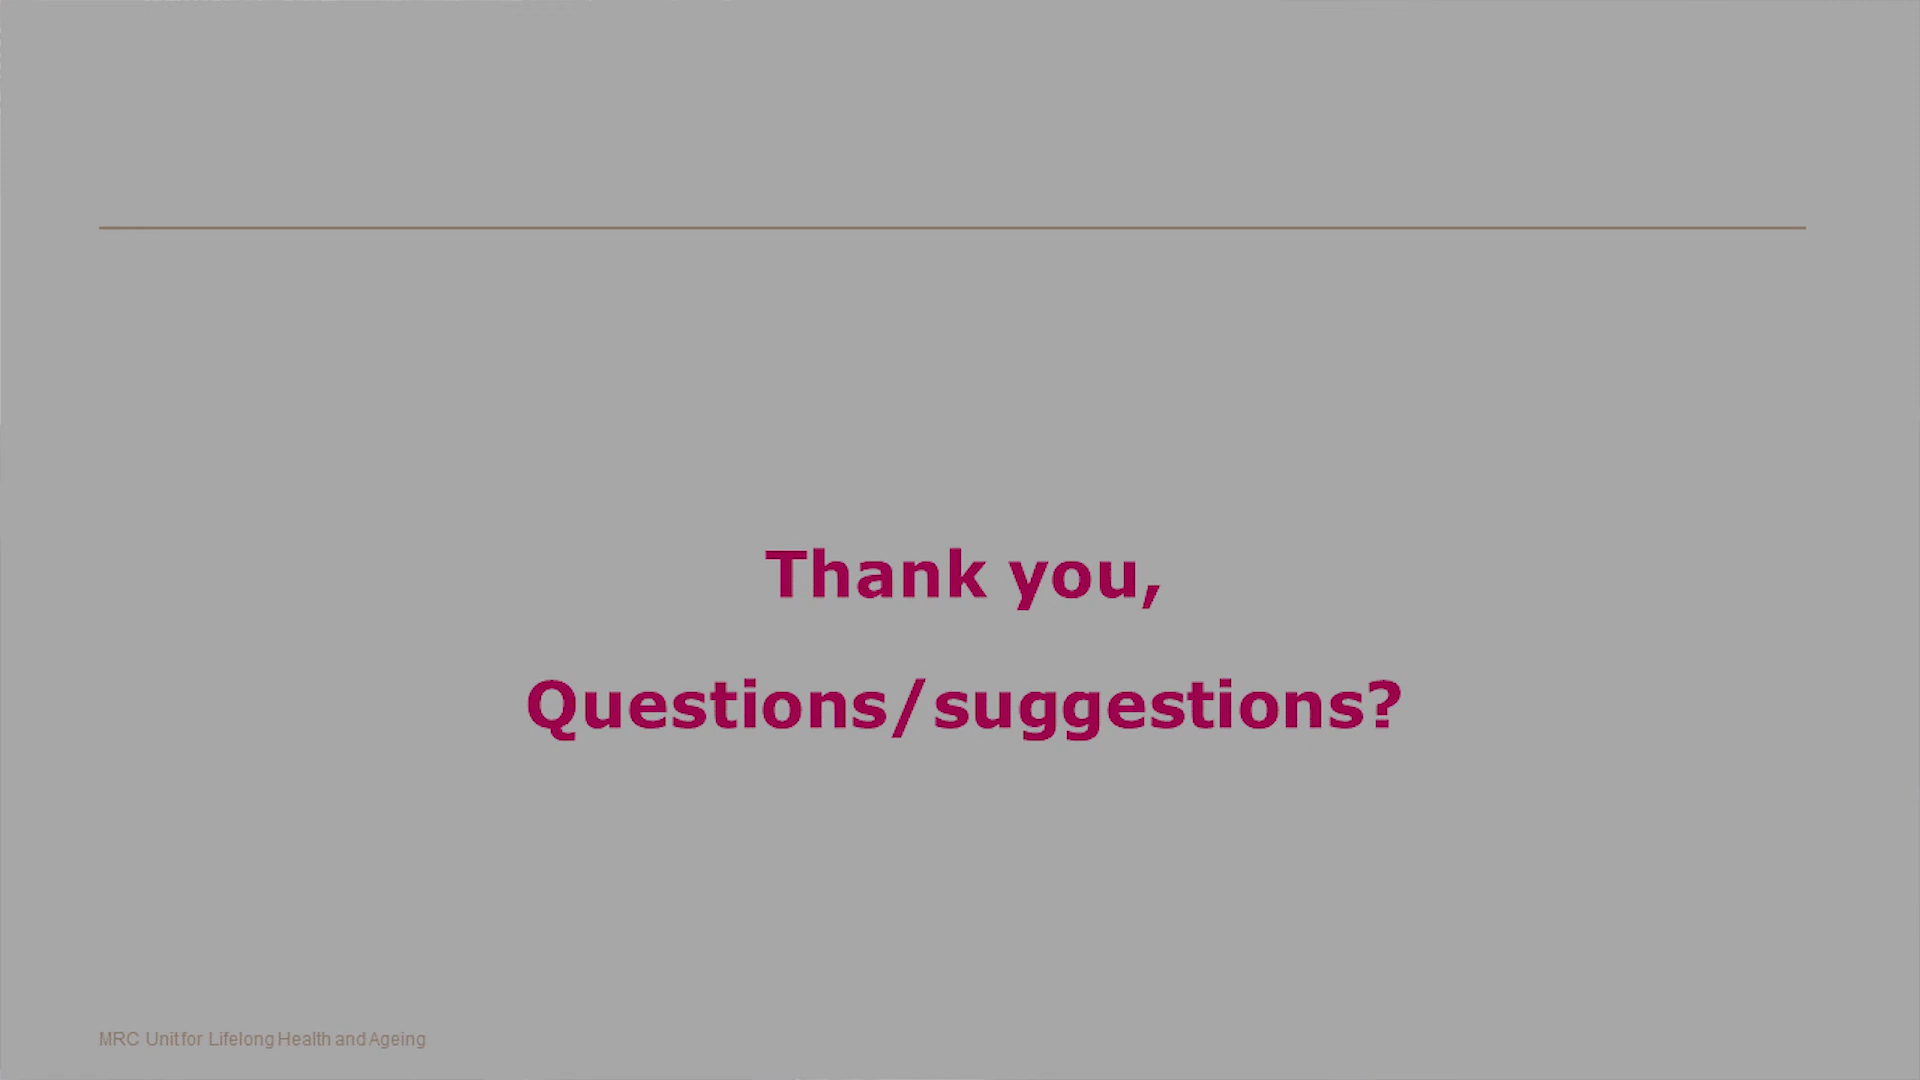 Thank you,
Questions/suggestions?
MRC Unit for Lifelong Health and Ageing